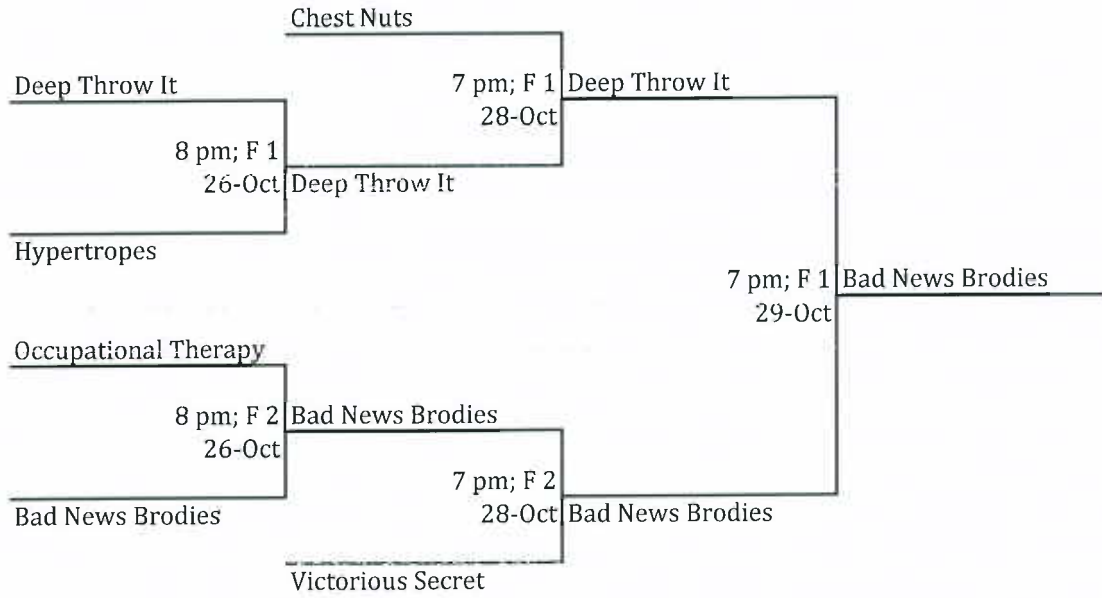 Chest Nuts
Deep Throw It
7 pm; F 1
Deep Throw It
28-Oct
8 pm; F 1
26-Oct
Deep Throw It
Hypertropes
7 pm; F 1
Bad News Brodies
29-Oct
Occupational Therapy
8 pm; F 2
Bad News Brodies
26-Oct
7 pm; F 2
28-Oct
Bad News Brodies
Bad News Brodies
Victorious Secret